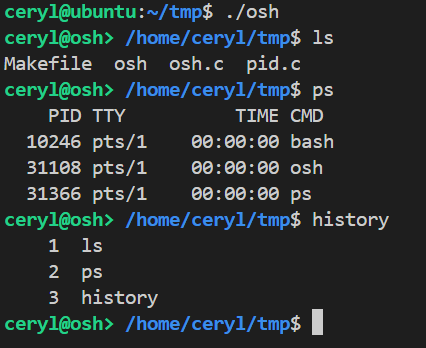 ceryl@ubuntu:~/tmp$ ./osh
ceryl@osh> /home/ceryl/tmp$ ls
Makefile  osh  osh.c  pid.c
ceryl@osh> /home/ceryl/tmp$ ps
    PID TTY          TIME CMD
  10246 pts/1    00:00:00 bash
  31108 pts/1    00:00:00 osh
  31366 pts/1    00:00:00 ps
ceryl@osh> /home/ceryl/tmp$ history
    1  ls
    2  ps
    3  history
ceryl@osh> /home/ceryl/tmp$